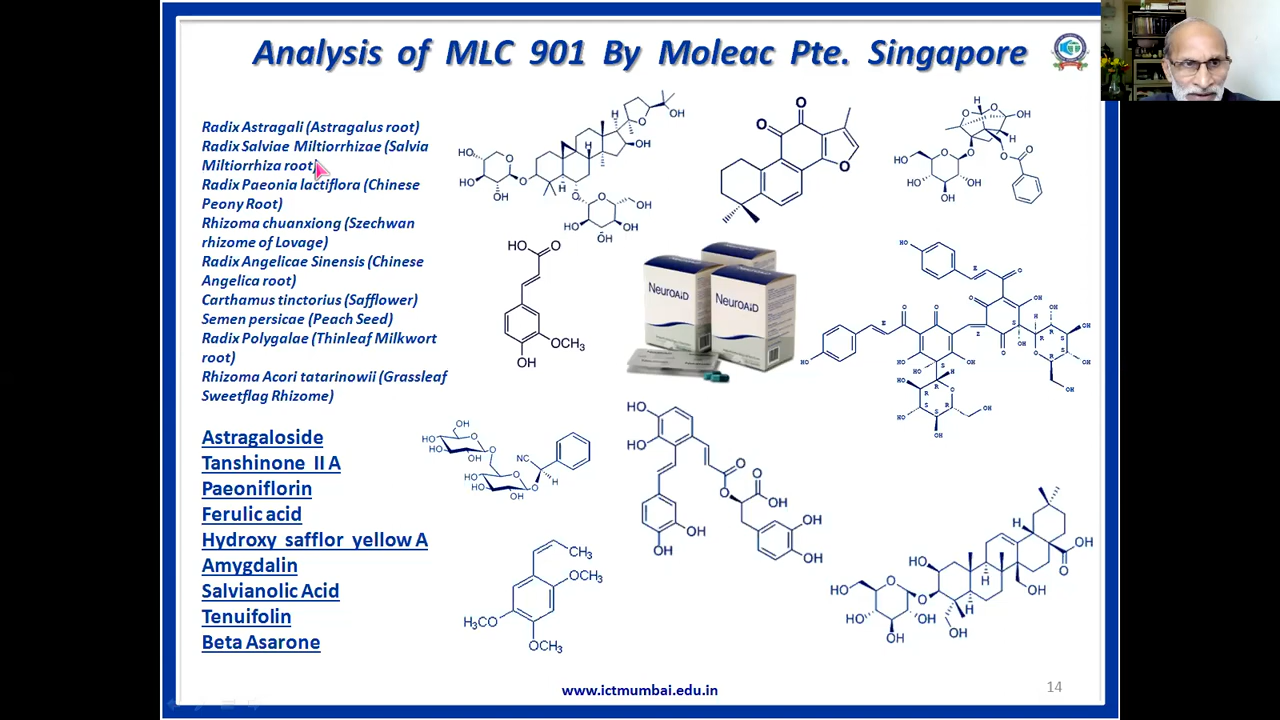 Analysis of MLC 901 By Moleac Pte. Singapore
Radix Astragali (Astragalus root)
Radix Salviae Miltiorrhizae (Salvia
Miltiorrhiza root)
Radix Paeonia lactiflora (Chinese
Peony Root)
Rhizoma chuanxiong (Szechwan
rhizome of Lovage)
Radix Angelicae Sinensis (Chinese
Angelica root)
Carthamus tinctorius (Safflower)
Semen persicae (Peach Seed)
Radix Polygalae (Thinleaf Milkwort
root)
Rhizoma Acori tatarinowii (Grassleaf
Sweetflag Rhizome)
Astragaloside
Tanshinone II A
Paeoniflorin
Ferulic acid
Hydroxy safflor yellow A
Amygdalin
Salvianolic Acid
Tenuifolin
Beta Asarone
NEUROAID
NEUROAID
www.ictmumbai.edu.in
14